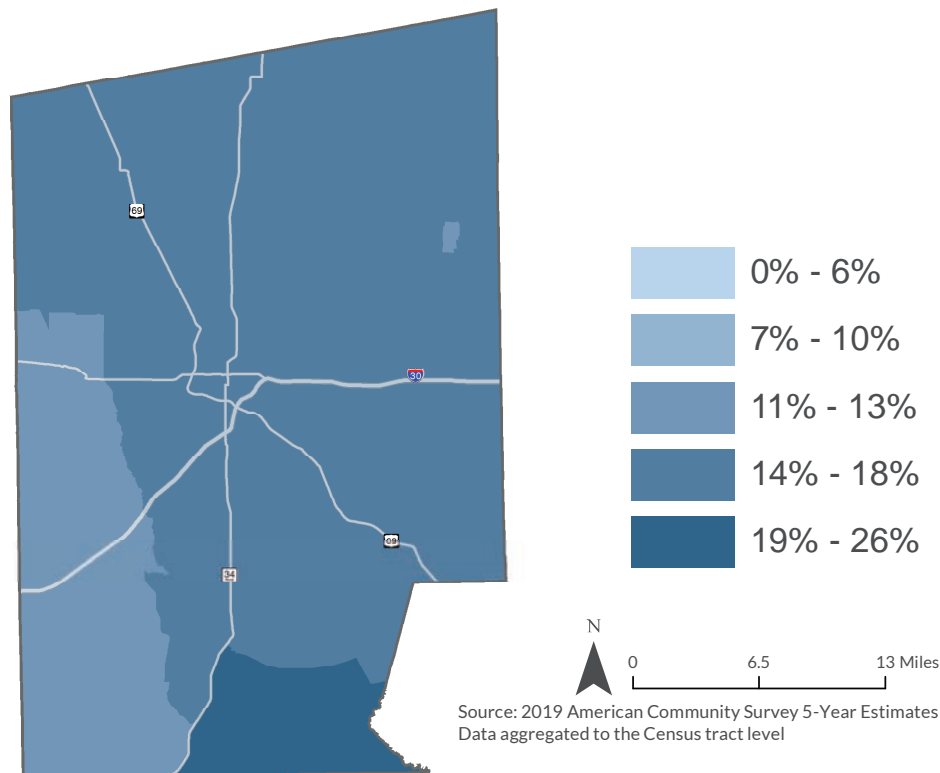 69
30
34
0% - 6%
7% - 10%
11% - 13%
14% - 18%
19% - 26%
N
0 6.5 13 Miles
Source: 2019 American Community Survey 5-Year Estimates
Data aggregated to the Census tract level